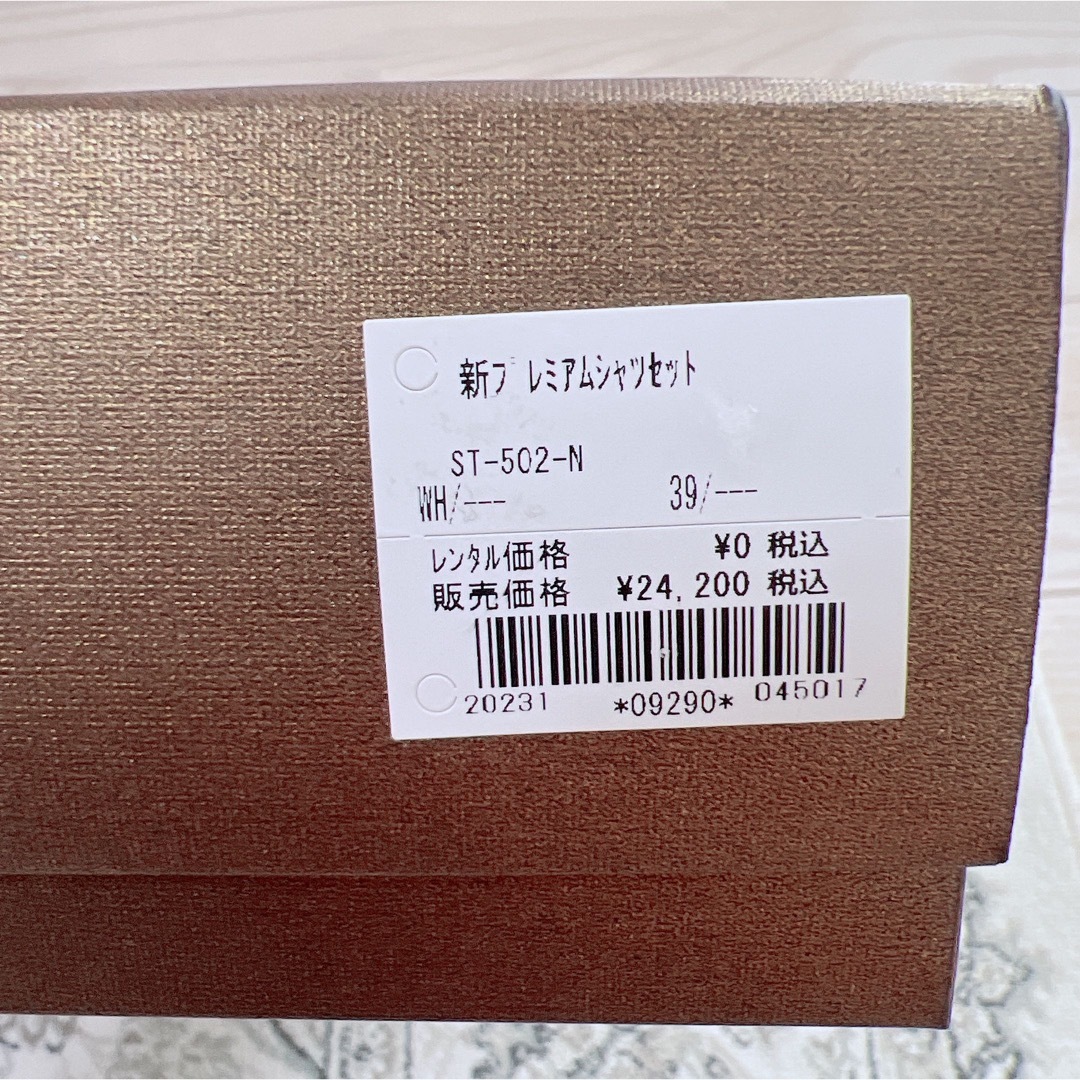 新プレミアムシャツセット
ST-502-N
WH/--- 39/---
レンタル価格 ¥0 税込
販売価格 ¥24,200 税込
20231 *09290* 045017